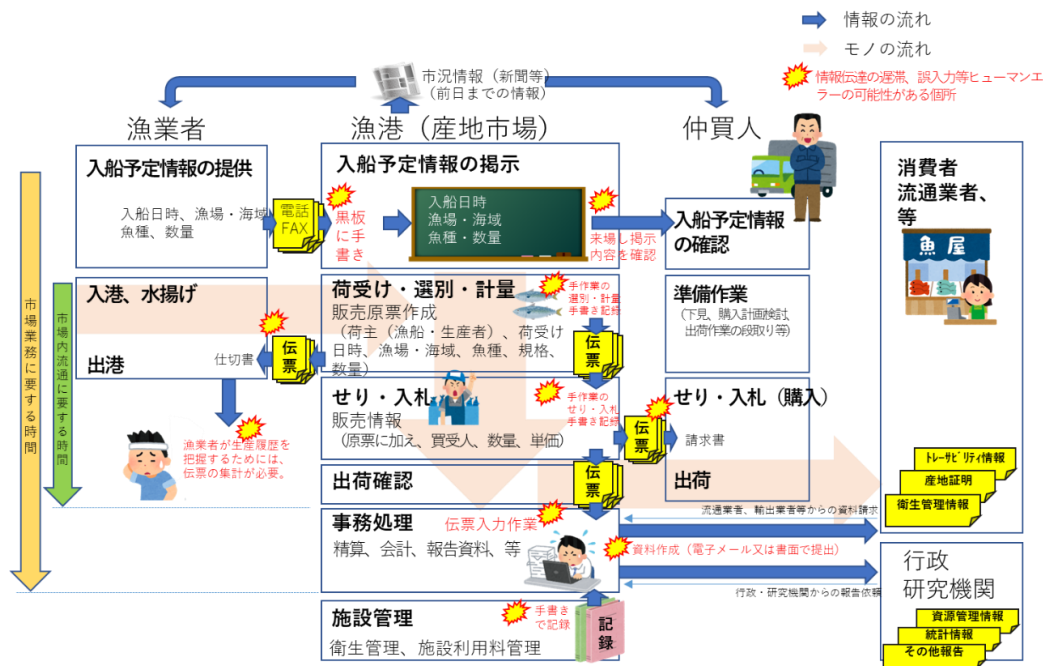 情報の流れ
モノの流れ
情報伝達の遅滞、誤入力等ヒューマンエ
ラーの可能性がある個所
市況情報（新聞等）
（前日までの情報）
漁業者
漁港（産地市場）
仲買人
入船予定情報の提供
入船日時、漁場・海域
魚種、数量
電話
FAX
入船予定情報の掲示
黒板
に手
書き
入船日時
漁場・海域
魚種・数量
来場し掲示
内容を確認
入船予定情報
の確認
消費者
流通業者、
等
魚屋
市場業務に要する時間
市場内流通に要する時間
入港、水揚げ
出港
仕切書
伝票
荷受け・選別・計量
販売原票作成
（荷主（漁船・生産者）、荷受け
日時、漁場・海域、魚種、規格、
数量）
手作業の
選別・計量
手書き記録
伝票
準備作業
（下見、購入計画検討、
出荷作業の段取り等）
漁業者が生産履歴を
把握するためには、
伝票の集計が必要。
せり・入札
販売情報
（原票に加え、買受人、数量、単価）
手作業の
せり・入札
手書き記録
伝票
せり・入札（購入）
請求書
出荷確認
伝票
出荷
トレーサビリティ情報
産地証明
衛生管理情報
流通業者、輸出業者等からの資料請求
事務処理
伝票入力作業
精算、会計、報告資料、等
資料作成（電子メール又は書面で提出）
行政・研究機関からの報告依頼
行政
研究機関
資源管理情報
統計情報
その他報告
施設管理
手書き
で記録
記録
衛生管理、施設利用料管理